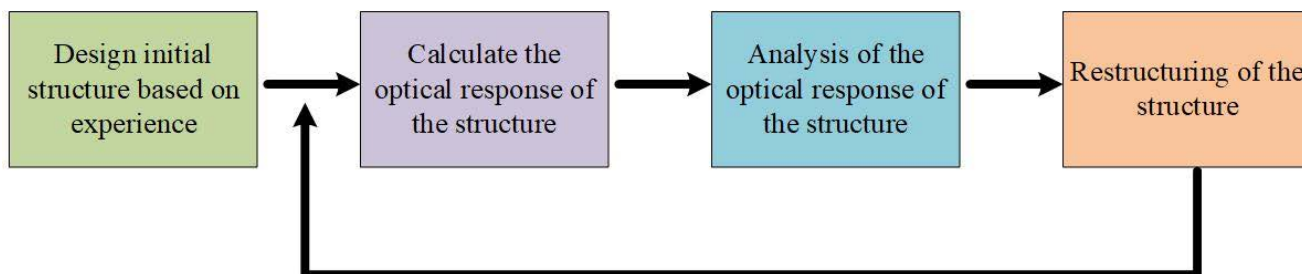 Design initial
structure based on
experience
Calculate the
optical response of
the structure
Analysis of the
optical response of
the structure
Restructuring of the
structure